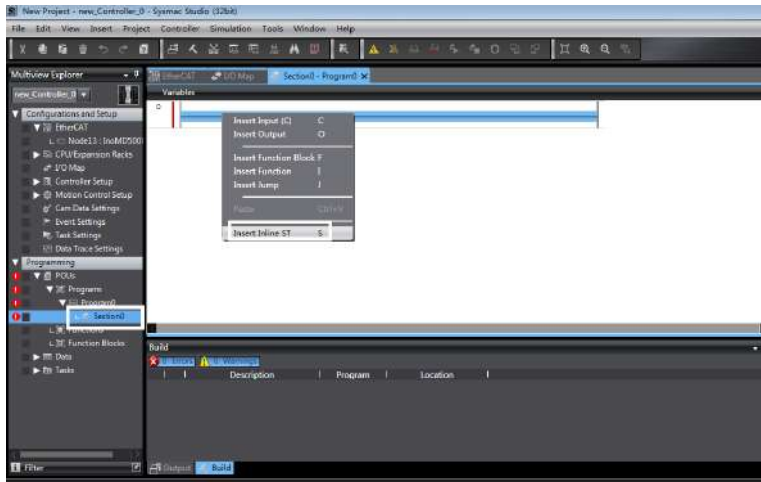 New Project - new_Controller_0 - Sysmac Studio (32bit)
File Edit View Insert Project Controller Simulation Tools Window Help
Multiview Explorer
EtherCAT I/O Map Section0 - Program0
new_Controller_0
Variables
Configurations and Setup
EtherCAT
Node13 : InoMD500
CPU/Expansion Racks
I/O Map
Controller Setup
Motion Control Setup
Cam Data Settings
Event Settings
Task Settings
Data Trace Settings
Programming
POUs
Programs
Program0
Section0
Functions
Function Blocks
Data
Tasks
Filter
0
Insert Input (C) C
Insert Output O
Insert Function Block F
Insert Function I
Insert Jump J
Paste Ctrl+V
Insert Inline ST S
Build
0 Errors 0 Warnings
Description Program Location
Output Build